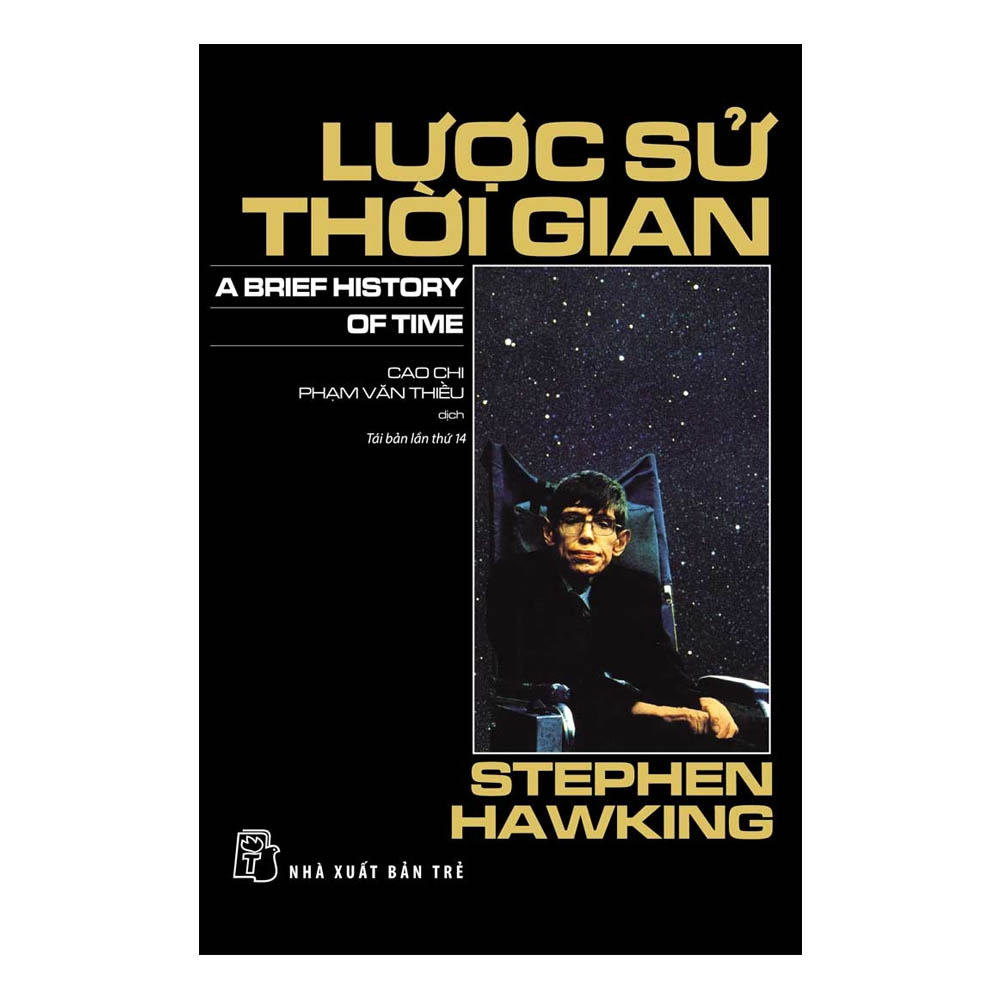 LƯỢC SỬ
THỜI GIAN
A BRIEF HISTORY
OF TIME
CAO CHI
PHẠM VĂN THIỀU
dịch
Tái bản lần thứ 14
STEPHEN
HAWKING
T
NHÀ XUẤT BẢN TRẺ